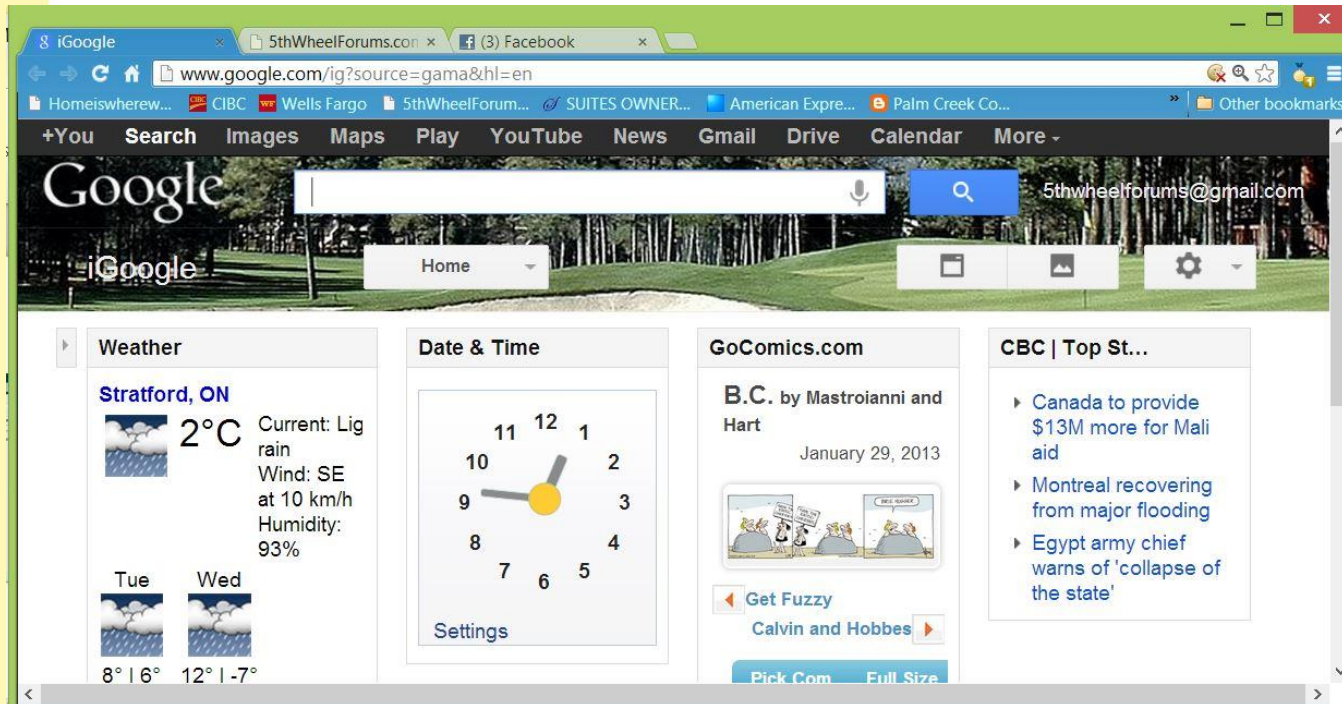 iGoogle
5thWheelForums.con
(3) Facebook
www.google.com/ig?source=gama&hl=en
Homeiswherew... CIBC Wells Fargo 5thWheelForum... SUITES OWNER... American Expre... Palm Creek Co... » Other bookmarks
+You Search Images Maps Play YouTube News Gmail Drive Calendar More
Google
5thwheelforums@gmail.com
iGoogle
Home
Weather
Stratford, ON
2°C
Current: Lig
rain
Wind: SE
at 10 km/h
Humidity:
93%
Tue Wed
8° | 6° 12° | -7°
Date & Time
12
1
2
3
4
5
6
7
8
9
10
11
Settings
GoComics.com
B.C. by Mastroianni and
Hart
January 29, 2013
Get Fuzzy
Calvin and Hobbes
Pick Com Full Size
CBC | Top St...
Canada to provide
$13M more for Mali
aid
Montreal recovering
from major flooding
Egypt army chief
warns of 'collapse of
the state'